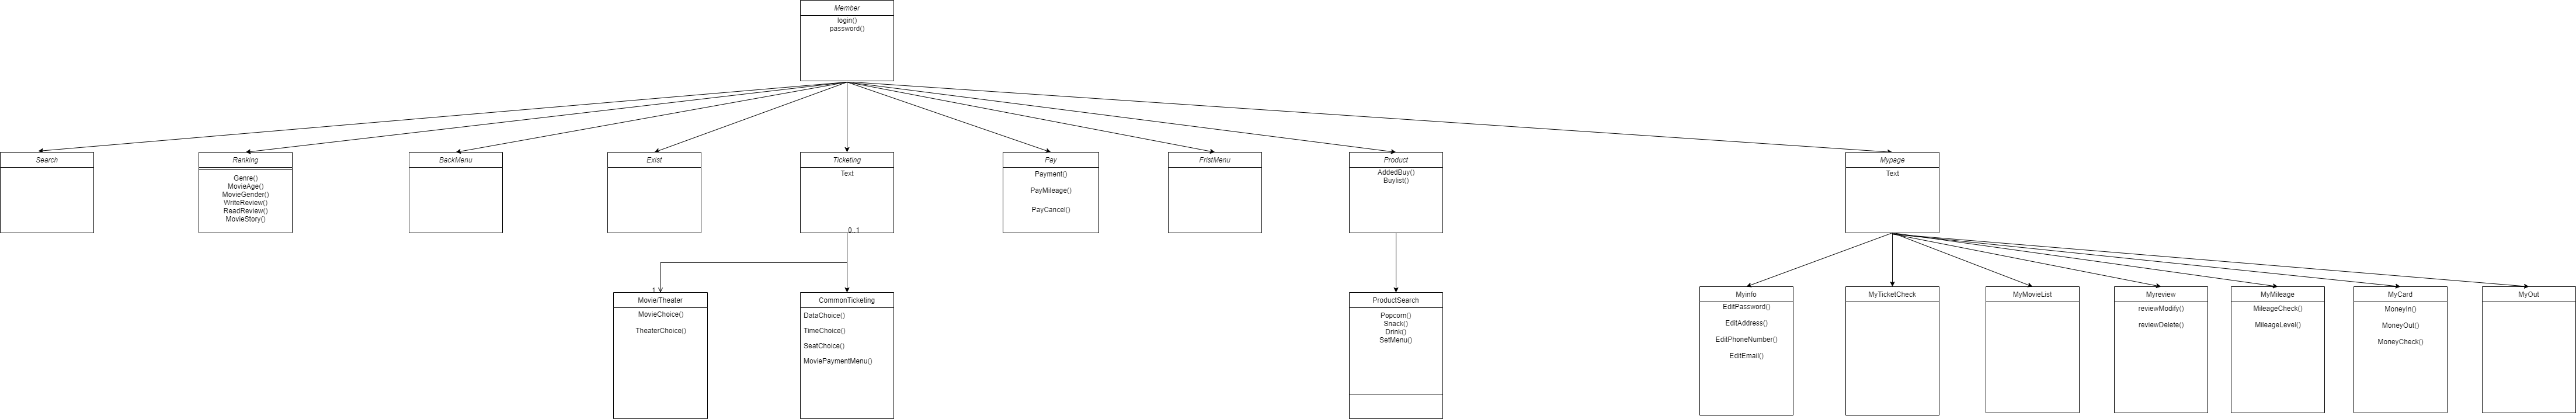 Member
login()
password()
Search
Ranking
Genre()
MovieAge()
MovieGender()
WriteReview()
ReadReview()
MovieStory()
BackMenu
Exist
Ticketing
Text
0..1
Pay
Payment()
PayMileage()
PayCancel()
FristMenu
Product
AddedBuy()
Buylist()
Mypage
Text
1
Movie/Theater
MovieChoice()
TheaterChoice()
CommonTicketing
DataChoice()
TimeChoice()
SeatChoice()
MoviePaymentMenu()
ProductSearch
Popcorn()
Snack()
Drink()
SetMenu()
Myinfo
EditPassword()
EditAddress()
EditPhoneNumber()
EditEmail()
MyTicketCheck
MyMovieList
Myreview
reviewModify()
reviewDelete()
MyMileage
MileageCheck()
MileageLevel()
MyCard
MoneyIn()
MoneyOut()
MoneyCheck()
MyOut